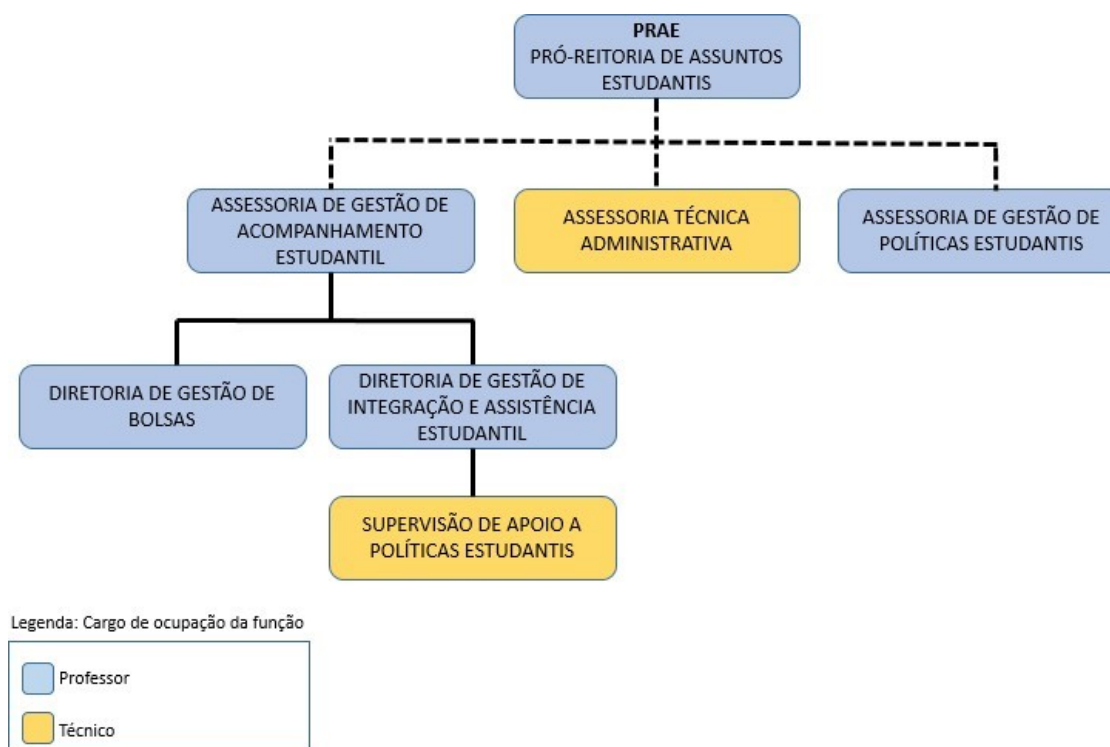 PRAE
PRÓ-REITORIA DE ASSUNTOS
ESTUDANTIS
ASSESSORIA DE GESTÃO DE
ACOMPANHAMENTO
ESTUDANTIL
ASSESSORIA TÉCNICA
ADMINISTRATIVA
ASSESSORIA DE GESTÃO DE
POLÍTICAS ESTUDANTIS
DIRETORIA DE GESTÃO DE
BOLSAS
DIRETORIA DE GESTÃO DE
INTEGRAÇÃO E ASSISTÊNCIA
ESTUDANTIL
SUPERVISÃO DE APOIO A
POLÍTICAS ESTUDANTIS
Legenda: Cargo de ocupação da função
Professor
Técnico